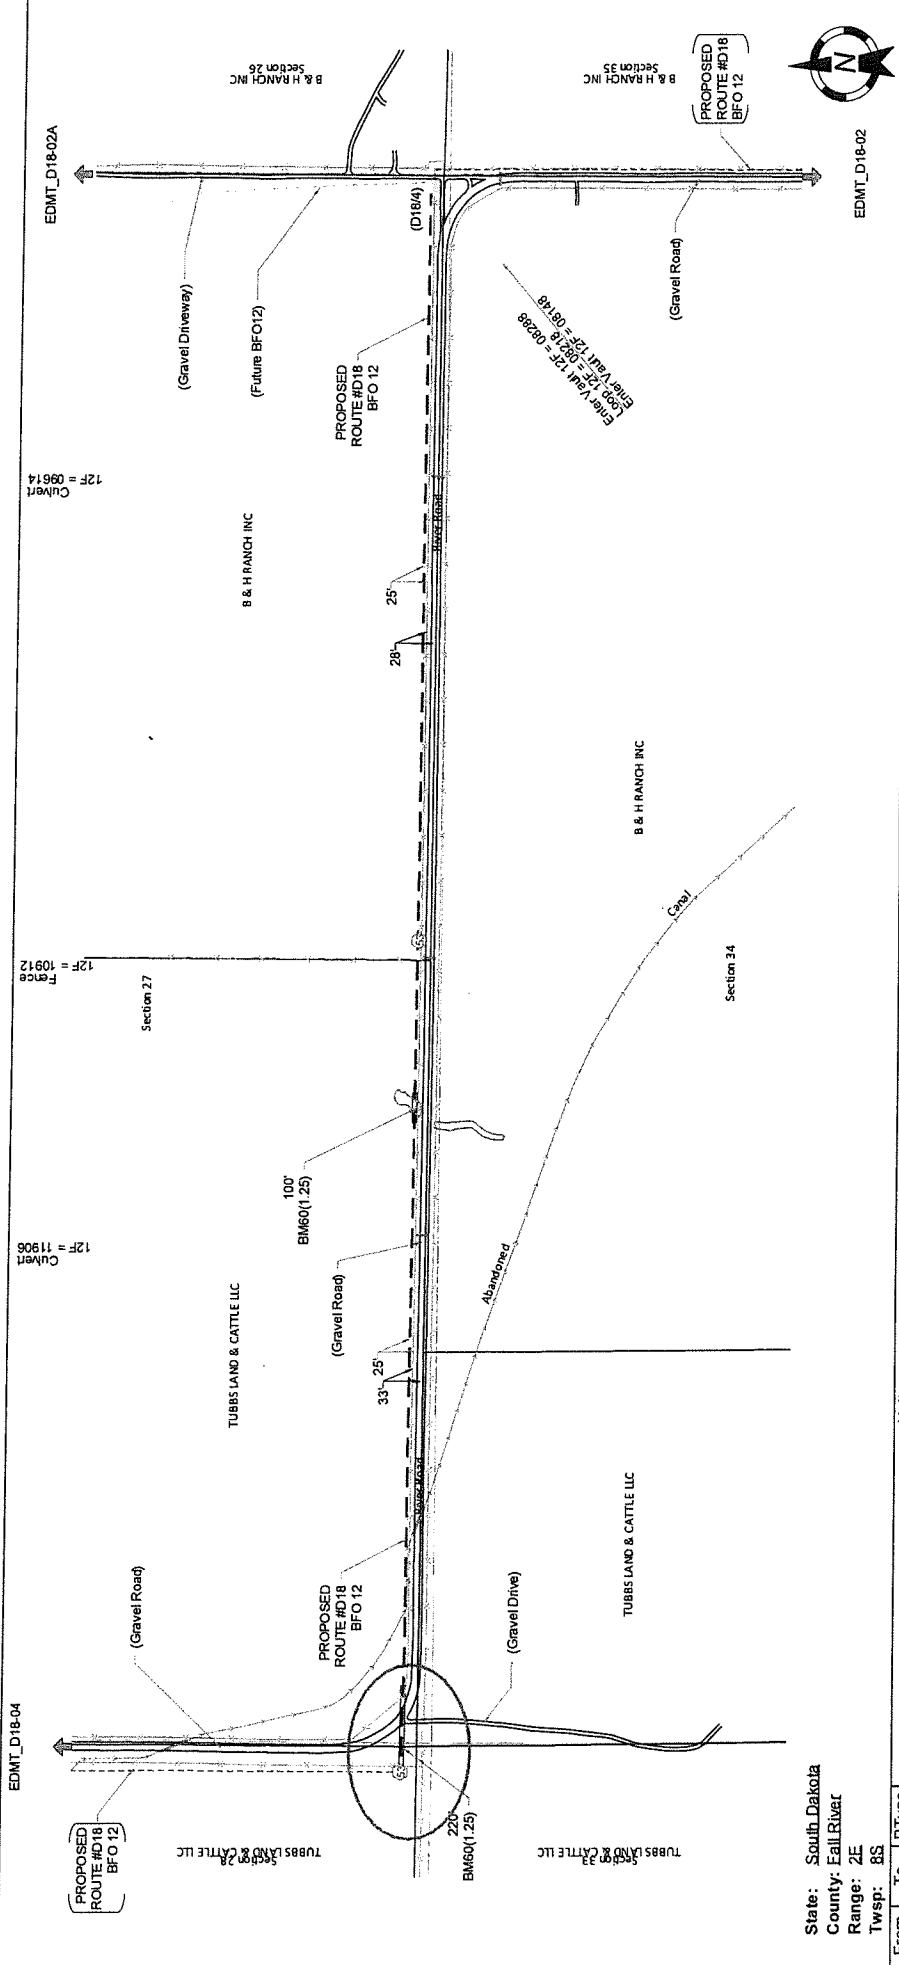 EDMT_D18-04
Culvert
12F = 11906
Fence
12F = 10912
Culvert
12F = 09614
EDMT_D18-02A
PROPOSED
ROUTE #D18
BFO 12
(Gravel Road)
Section 27
(Gravel Driveway)
(Future BFO12)
B & H RANCH INC
Section 26
TUBBS LAND & CATTLE LLC
Section 28
TUBBS LAND & CATTLE LLC
B & H RANCH INC
100'
BM60(1.25)
(Gravel Road)
PROPOSED
ROUTE #D18
BFO 12
PROPOSED
ROUTE #D18
BFO 12
33'
25'
28'
25'
(D18/4)
River Road
River Road
220'
BM60(1.25)
(Gravel Drive)
Abandoned
Canal
Enter Vault 12F = 08288
Loop 12F = 08218
Enter Vault 12F = 08148
(Gravel Road)
B & H RANCH INC
Section 35
PROPOSED
ROUTE #D18
BFO 12
TUBBS LAND & CATTLE LLC
Section 33
TUBBS LAND & CATTLE LLC
B & H RANCH INC
Section 34
EDMT_D18-02
N
State: South Dakota
County: Fall River
Range: 2E
Twsp: 8S